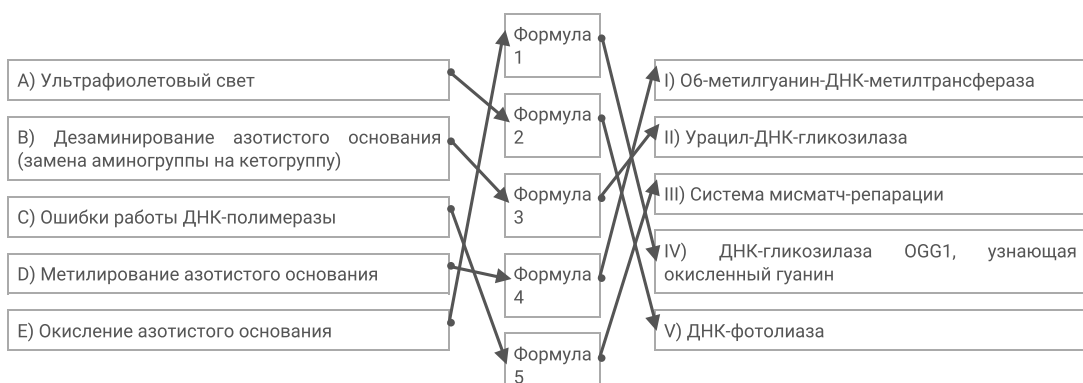 A) Ультрафиолетовый свет
B) Дезаминирование азотистого основания
(замена аминогруппы на кетогруппу)
C) Ошибки работы ДНК-полимеразы
D) Метилирование азотистого основания
E) Окисление азотистого основания
Формула
1
Формула
2
Формула
3
Формула
4
Формула
5
I) O6-метилгуанин-ДНК-метилтрансфераза
II) Урацил-ДНК-гликозилаза
III) Система мисматч-репарации
IV) ДНК-гликозилаза OGG1, узнающая
окисленный гуанин
V) ДНК-фотолиаза